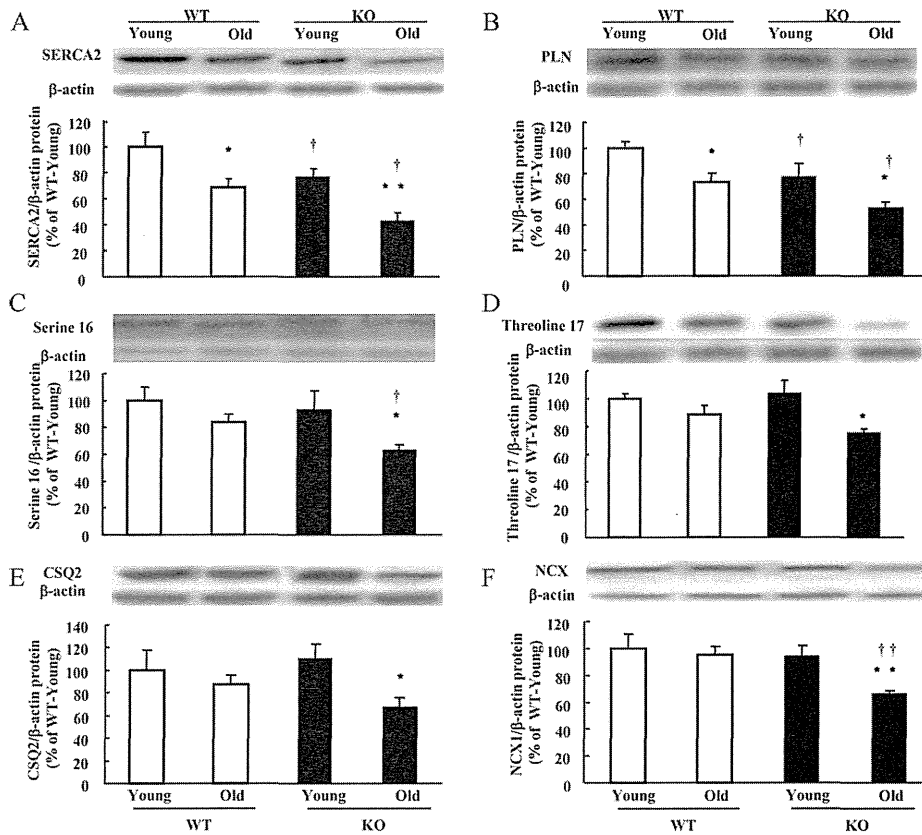 A
WT KO
Young Old Young Old
SERCA2
β-actin
SERCA2/β-actin protein
(% of WT-Young)
120
100
80
60
40
20
0
*
†
†
* *
B
WT KO
Young Old Young Old
PLN
β-actin
PLN/β-actin protein
(% of WT-Young)
120
100
80
60
40
20
0
*
†
†
*
C
Serine 16
β-actin
Serine 16 /β-actin protein
(% of WT-Young)
120
100
80
60
40
20
0
†
*
D
Threoline 17
β-actin
Threoline 17 /β-actin protein
(% of WT-Young)
120
100
80
60
40
20
0
*
E
CSQ2
β-actin
CSQ2/β-actin protein
(% of WT-Young)
140
120
100
80
60
40
20
0
*
Young Old Young Old
WT KO
F
NCX
β-actin
NCX1/β-actin protein
(% of WT-Young)
120
100
80
60
40
20
0
† †
* *
Young Old Young Old
WT KO